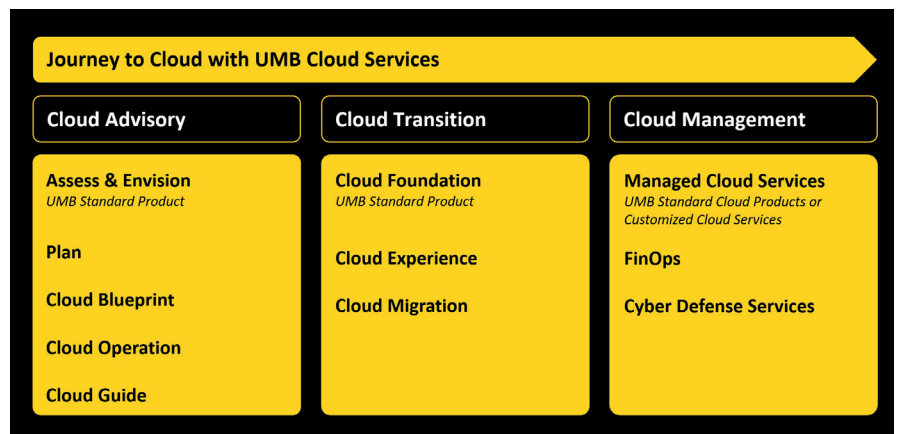 Journey to Cloud with UMB Cloud Services
Cloud Advisory
Assess & Envision
UMB Standard Product
Plan
Cloud Blueprint
Cloud Operation
Cloud Guide
Cloud Transition
Cloud Foundation
UMB Standard Product
Cloud Experience
Cloud Migration
Cloud Management
Managed Cloud Services
UMB Standard Cloud Products or
Customized Cloud Services
FinOps
Cyber Defense Services